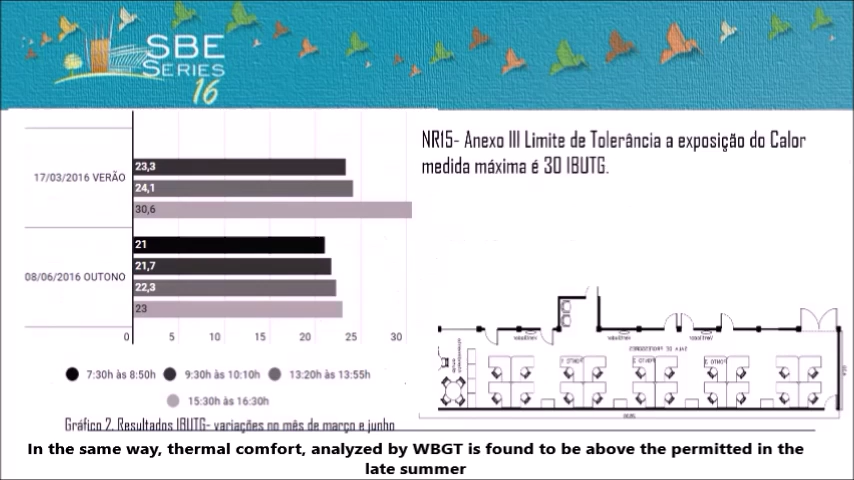 SBE
SERIES
16
NR15- Anexo III Limite de Tolerância a exposição do Calor
medida máxima é 30 IBUTG.
17/03/2016 VERÃO
23,3
24,1
30,6
08/06/2016 OUTONO
21
21,7
22,3
23
0 5 10 15 20 25 30
7:30h às 8:50h 9:30h às 10:10h 13:20h às 13:55h
15:30h às 16:30h
Gráfico 2. Resultados IBUTG- variações no mês de março e junho
In the same way, thermal comfort, analyzed by WBGT is found to be above the permitted in the
late summer